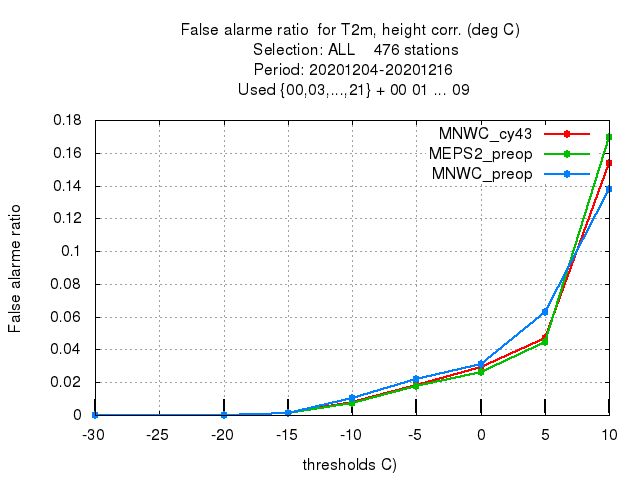 False alarme ratio  for T2m, height corr. (deg C)
Selection: ALL    476 stations
Period: 20201204-20201216
Used {00,03,...,21} + 00 01 ... 09
MNWC_cy43
MEPS2_preop
MNWC_preop
0.18
0.16
0.14
0.12
0.1
0.08
0.06
0.04
0.02
0
False alarme ratio
-30 -25 -20 -15 -10 -5 0 5 10
thresholds C)